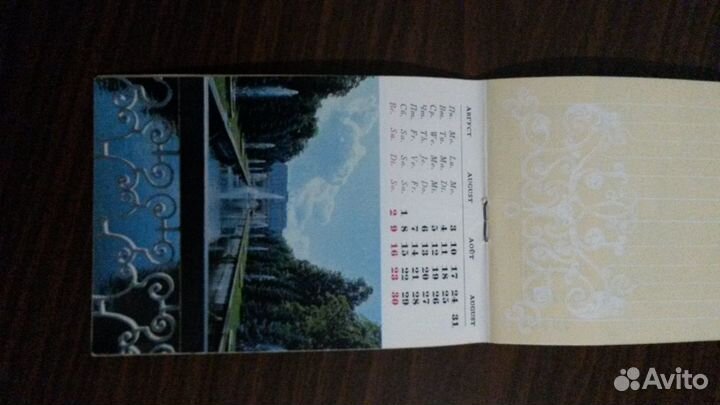 АВГУСТ AUGUST AOÛT AUGUST
Пн. Mo. Lu. Mo. 3 10 17 24 31
Вт. Tu. Ma. Di. 4 11 18 25
Ср. We. Me. Mi. 5 12 19 26
Чт. Th. Je. Do. 6 13 20 27
Пт. Fr. Ve. Fr. 7 14 21 28
Сб. Sa. Sa. Sa. 1 8 15 22 29
Вс. Su. Di. So. 2 9 16 23 30
Avito